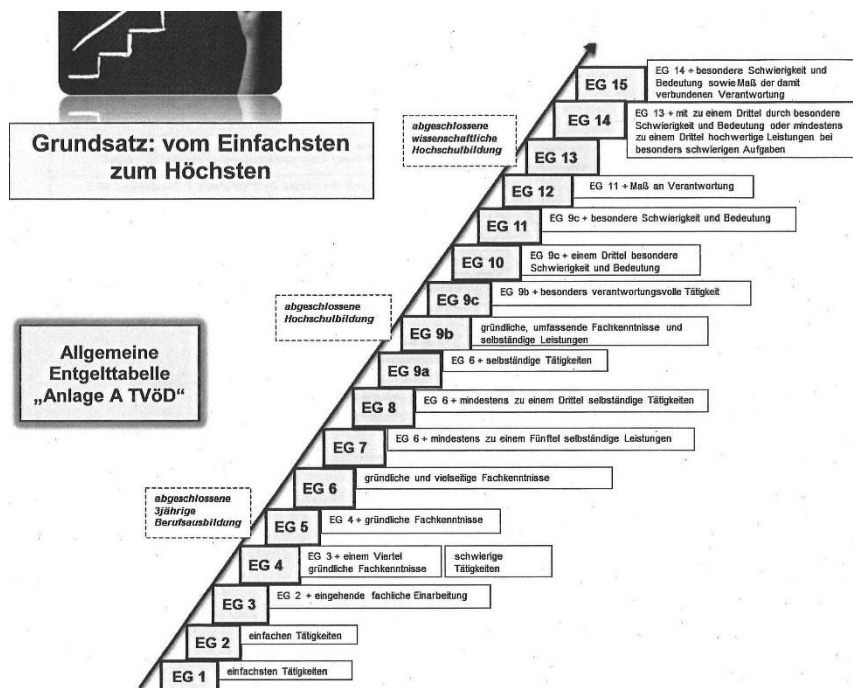 Grundsatz: vom Einfachsten
zum Höchsten
Allgemeine
Entgelttabelle
„Anlage A TVöD“
abgeschlossene
wissenschaftliche
Hochschulbildung
abgeschlossene
Hochschulbildung
abgeschlossene
3jährige
Berufsausbildung
EG 15
EG 14 + besondere Schwierigkeit und
Bedeutung sowie Maß der damit
verbundenen Verantwortung
EG 14
EG 13 + mit zu einem Drittel durch besondere
Schwierigkeit und Bedeutung oder mindestens
zu einem Drittel hochwertige Leistungen bei
besonders schwierigen Aufgaben
EG 13
EG 12
EG 11 + Maß an Verantwortung
EG 11
EG 9c + besondere Schwierigkeit und Bedeutung
EG 10
EG 9c + einem Drittel besondere
Schwierigkeit und Bedeutung
EG 9c
EG 9b + besonders verantwortungsvolle Tätigkeit
EG 9b
gründliche, umfassende Fachkenntnisse und
selbständige Leistungen
EG 9a
EG 6 + selbständige Tätigkeiten
EG 8
EG 6 + mindestens zu einem Drittel selbständige Tätigkeiten
EG 7
EG 6 + mindestens zu einem Fünftel selbständige Leistungen
EG 6
gründliche und vielseitige Fachkenntnisse
EG 5
EG 4 + gründliche Fachkenntnisse
EG 4
EG 3 + einem Viertel
gründliche Fachkenntnisse
schwierige
Tätigkeiten
EG 3
EG 2 + eingehende fachliche Einarbeitung
EG 2
einfachen Tätigkeiten
EG 1
einfachsten Tätigkeiten